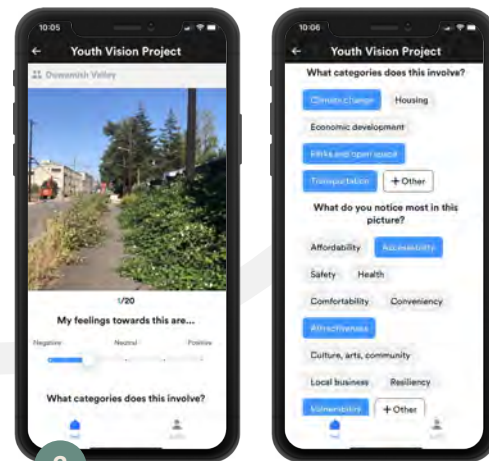 10:05
Youth Vision Project
Duwamish Valley
1/20
My feelings towards this are...
Negative Neutral Positive
What categories does this involve?
10:06
Youth Vision Project
What categories does this involve?
Climate change Housing
Economic development
Parks and open space
Transportation + Other
What do you notice most in this
picture?
Affordability Accessibility
Safety Health
Comfortability Conveniency
Attractiveness
Culture, arts, community
Local business Resiliency
Vulnerability + Other